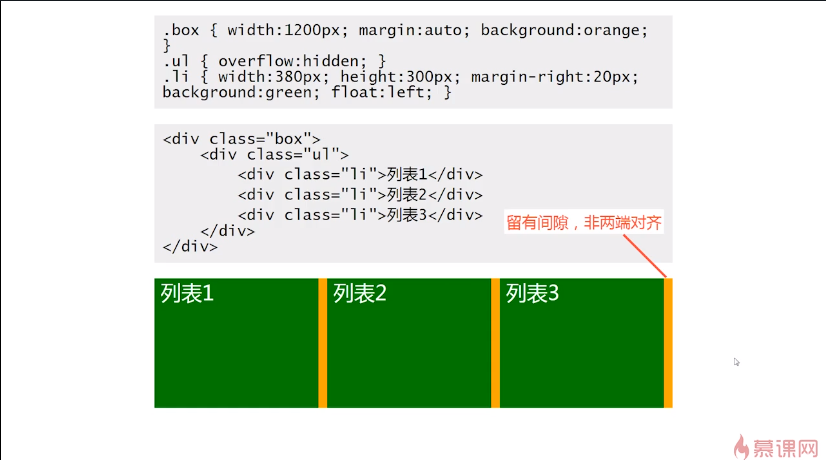 .box { width:1200px; margin:auto; background:orange;
}
.ul { overflow:hidden; }
.li { width:380px; height:300px; margin-right:20px;
background:green; float:left; }
<div class="box">
<div class="ul">
<div class="li">列表1</div>
<div class="li">列表2</div>
<div class="li">列表3</div>
</div>
</div>
留有间隙，非两端对齐
列表1 列表2 列表3
慕课网